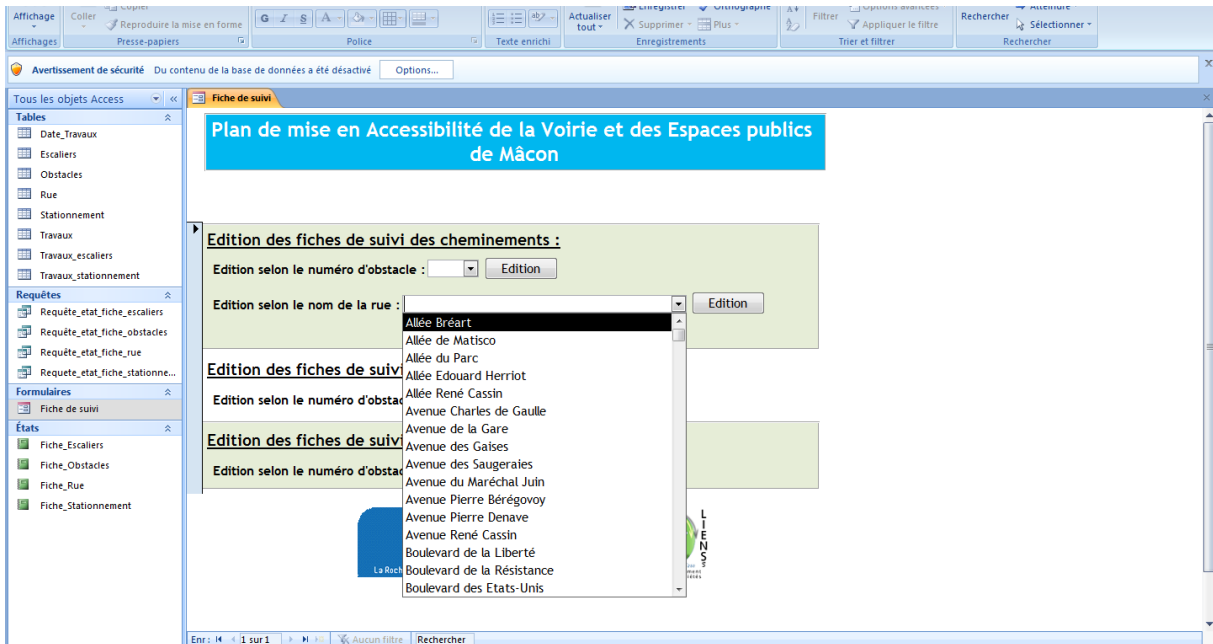 Copier
Enregistrer Orthographe
Options avancées
Atteindre
Affichage Coller Reproduire la mise en forme G I S A Actualiser tout Supprimer Plus Filtrer Appliquer le filtre Rechercher Sélectionner
Affichages Presse-papiers Police Texte enrichi Enregistrements Trier et filtrer Rechercher
Avertissement de sécurité Du contenu de la base de données a été désactivé Options...
Tous les objets Access
Tables
Date_Travaux
Escaliers
Obstacles
Rue
Stationnement
Travaux
Travaux_escaliers
Travaux_stationnement
Requêtes
Requête_etat_fiche_escaliers
Requête_etat_fiche_obstacles
Requête_etat_fiche_rue
Requete_etat_fiche_stationne...
Formulaires
Fiche de suivi
États
Fiche_Escaliers
Fiche_Obstacles
Fiche_Rue
Fiche_Stationnement
Fiche de suivi
Plan de mise en Accessibilité de la Voirie et des Espaces publics
de Mâcon
Edition des fiches de suivi des cheminements :
Edition selon le numéro d'obstacle : Edition
Edition selon le nom de la rue : Edition
Allée Bréart
Allée de Matisco
Allée du Parc
Allée Edouard Herriot
Allée René Cassin
Avenue Charles de Gaulle
Avenue de la Gare
Avenue des Gaises
Avenue des Saugeraies
Avenue du Maréchal Juin
Avenue Pierre Bérégovoy
Avenue Pierre Denave
Avenue René Cassin
Boulevard de la Liberté
Boulevard de la Résistance
Boulevard des Etats-Unis
Edition des fiches de suivi
Edition selon le numéro d'obstac
Edition des fiches de suivi
Edition selon le numéro d'obstac
La Roch
LIENS
Enr : 1 sur 1 Aucun filtre Rechercher